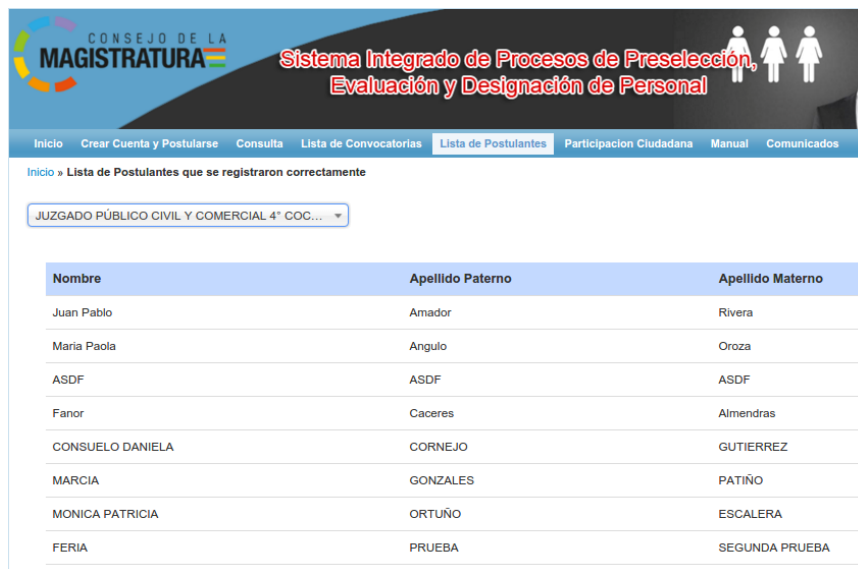 CONSEJO DE LA
MAGISTRATURA
Sistema Integrado de Procesos de Preselección,
Evaluación y Designación de Personal
Inicio Crear Cuenta y Postularse Consulta Lista de Convocatorias Lista de Postulantes Participacion Ciudadana Manual Comunicados
Inicio » Lista de Postulantes que se registraron correctamente
JUZGADO PÚBLICO CIVIL Y COMERCIAL 4° COC...
Nombre Apellido Paterno Apellido Materno
Juan Pablo Amador Rivera
Maria Paola Angulo Oroza
ASDF ASDF ASDF
Fanor Caceres Almendras
CONSUELO DANIELA CORNEJO GUTIERREZ
MARCIA GONZALES PATIÑO
MONICA PATRICIA ORTUÑO ESCALERA
FERIA PRUEBA SEGUNDA PRUEBA